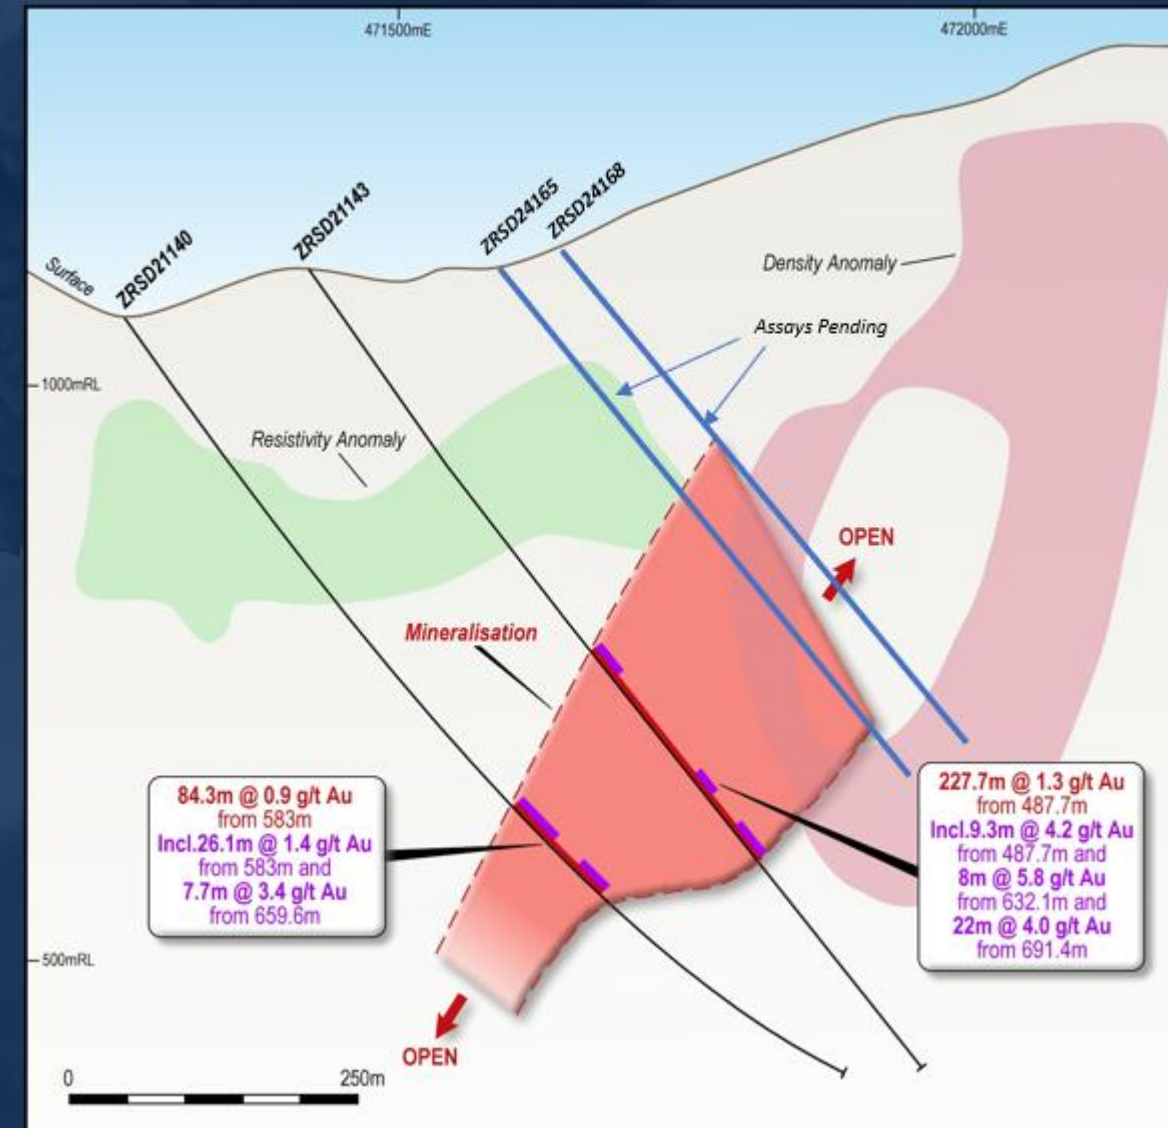 471500mE
472000mE
Surface
ZRSD21140
ZRSD21143
ZRSD24165
ZRSD24168
Density Anomaly
Assays Pending
1000mRL
Resistivity Anomaly
OPEN
Mineralisation
84.3m @ 0.9 g/t Au
from 583m
Incl.26.1m @ 1.4 g/t Au
from 583m and
7.7m @ 3.4 g/t Au
from 659.6m
227.7m @ 1.3 g/t Au
from 487.7m
Incl.9.3m @ 4.2 g/t Au
from 487.7m and
8m @ 5.8 g/t Au
from 632.1m and
22m @ 4.0 g/t Au
from 691.4m
500mRL
OPEN
0
250m